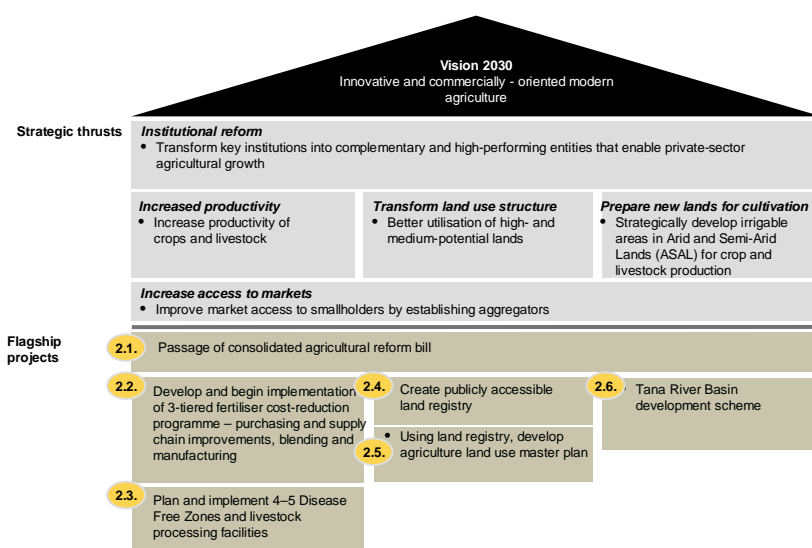 Vision 2030
Innovative and commercially - oriented modern
agriculture
Strategic thrusts
Institutional reform
• Transform key institutions into complementary and high-performing entities that enable private-sector
agricultural growth
Increased productivity
• Increase productivity of
crops and livestock
Transform land use structure
• Better utilisation of high- and
medium-potential lands
Prepare new lands for cultivation
• Strategically develop irrigable
areas in Arid and Semi-Arid
Lands (ASAL) for crop and
livestock production
Increase access to markets
• Improve market access to smallholders by establishing aggregators
Flagship
projects
2.1.
Passage of consolidated agricultural reform bill
2.2.
Develop and begin implementation
of 3-tiered fertiliser cost-reduction
programme – purchasing and supply
chain improvements, blending and
manufacturing
2.3.
Plan and implement 4–5 Disease
Free Zones and livestock
processing facilities
2.4.
Create publicly accessible
land registry
2.5.
• Using land registry, develop
agriculture land use master plan
2.6.
Tana River Basin
development scheme